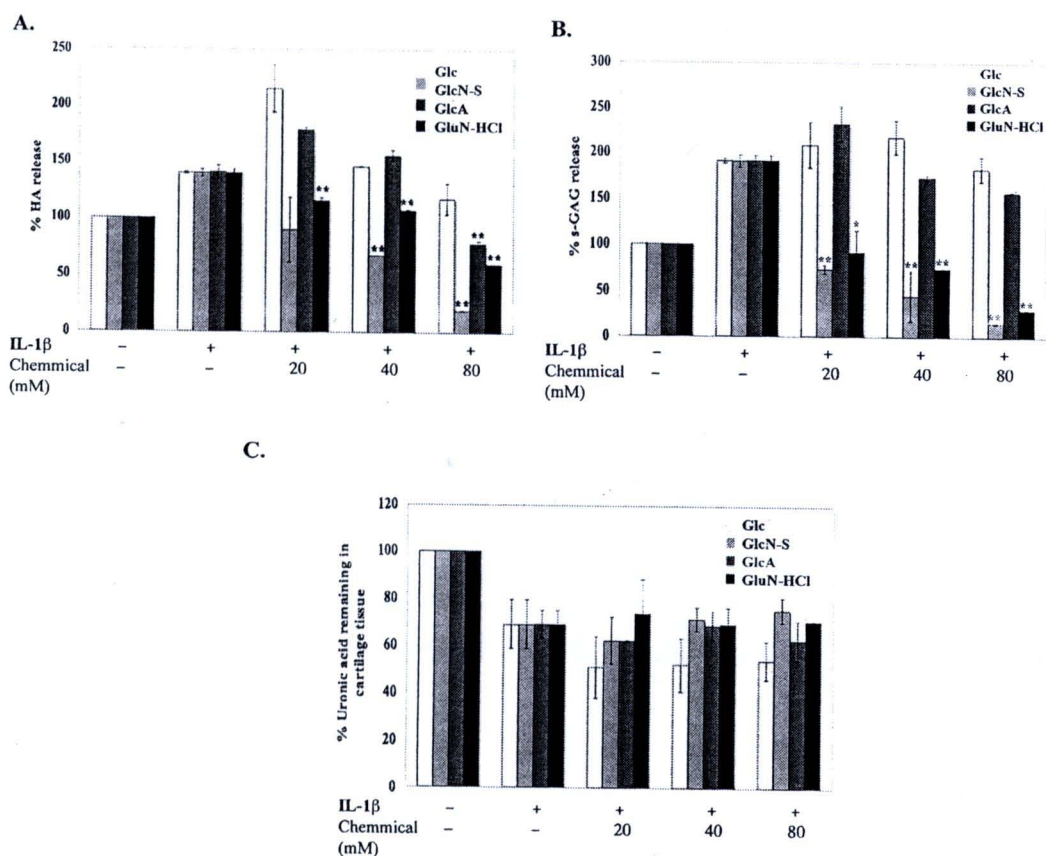 A.
250
200
150
100
50
0
% HA release
Glc
GlcN-S
GlcA
GluN-HCl
**
**
**
**
**
**
IL-1β – + + + +
Chemmical – – 20 40 80
(mM)
B.
300
250
200
150
100
50
0
% s-GAG release
Glc
GlcN-S
GlcA
GluN-HCl
**
*
**
**
**
**
IL-1β – + + + +
Chemmical – – 20 40 80
(mM)
C.
120
100
80
60
40
20
0
% Uronic acid remaining in
cartilage tissue
Glc
GlcN-S
GlcA
GluN-HCl
IL-1β – + + + +
Chemmical – – 20 40 80
(mM)